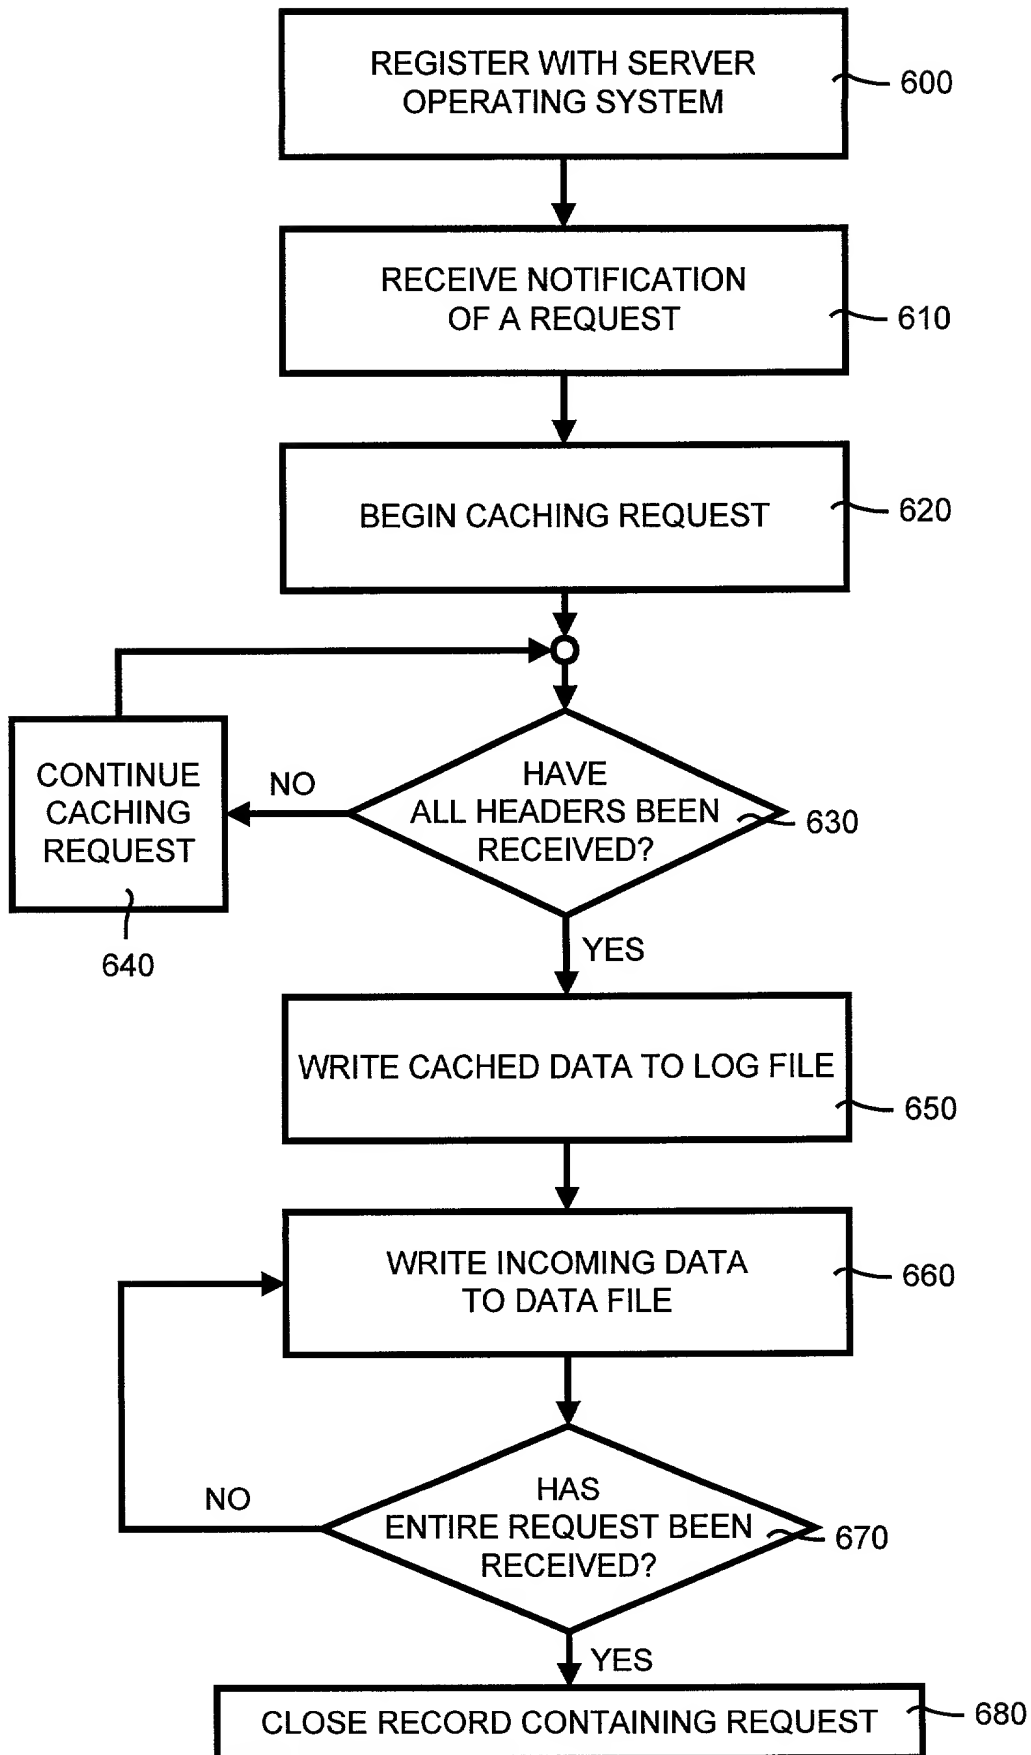 REGISTER WITH SERVER
OPERATING SYSTEM
600
RECEIVE NOTIFICATION
OF A REQUEST
610
BEGIN CACHING REQUEST
620
HAVE
ALL HEADERS BEEN
RECEIVED?
630
NO
CONTINUE
CACHING
REQUEST
640
YES
WRITE CACHED DATA TO LOG FILE
650
WRITE INCOMING DATA
TO DATA FILE
660
HAS
ENTIRE REQUEST BEEN
RECEIVED?
670
NO
YES
CLOSE RECORD CONTAINING REQUEST
680